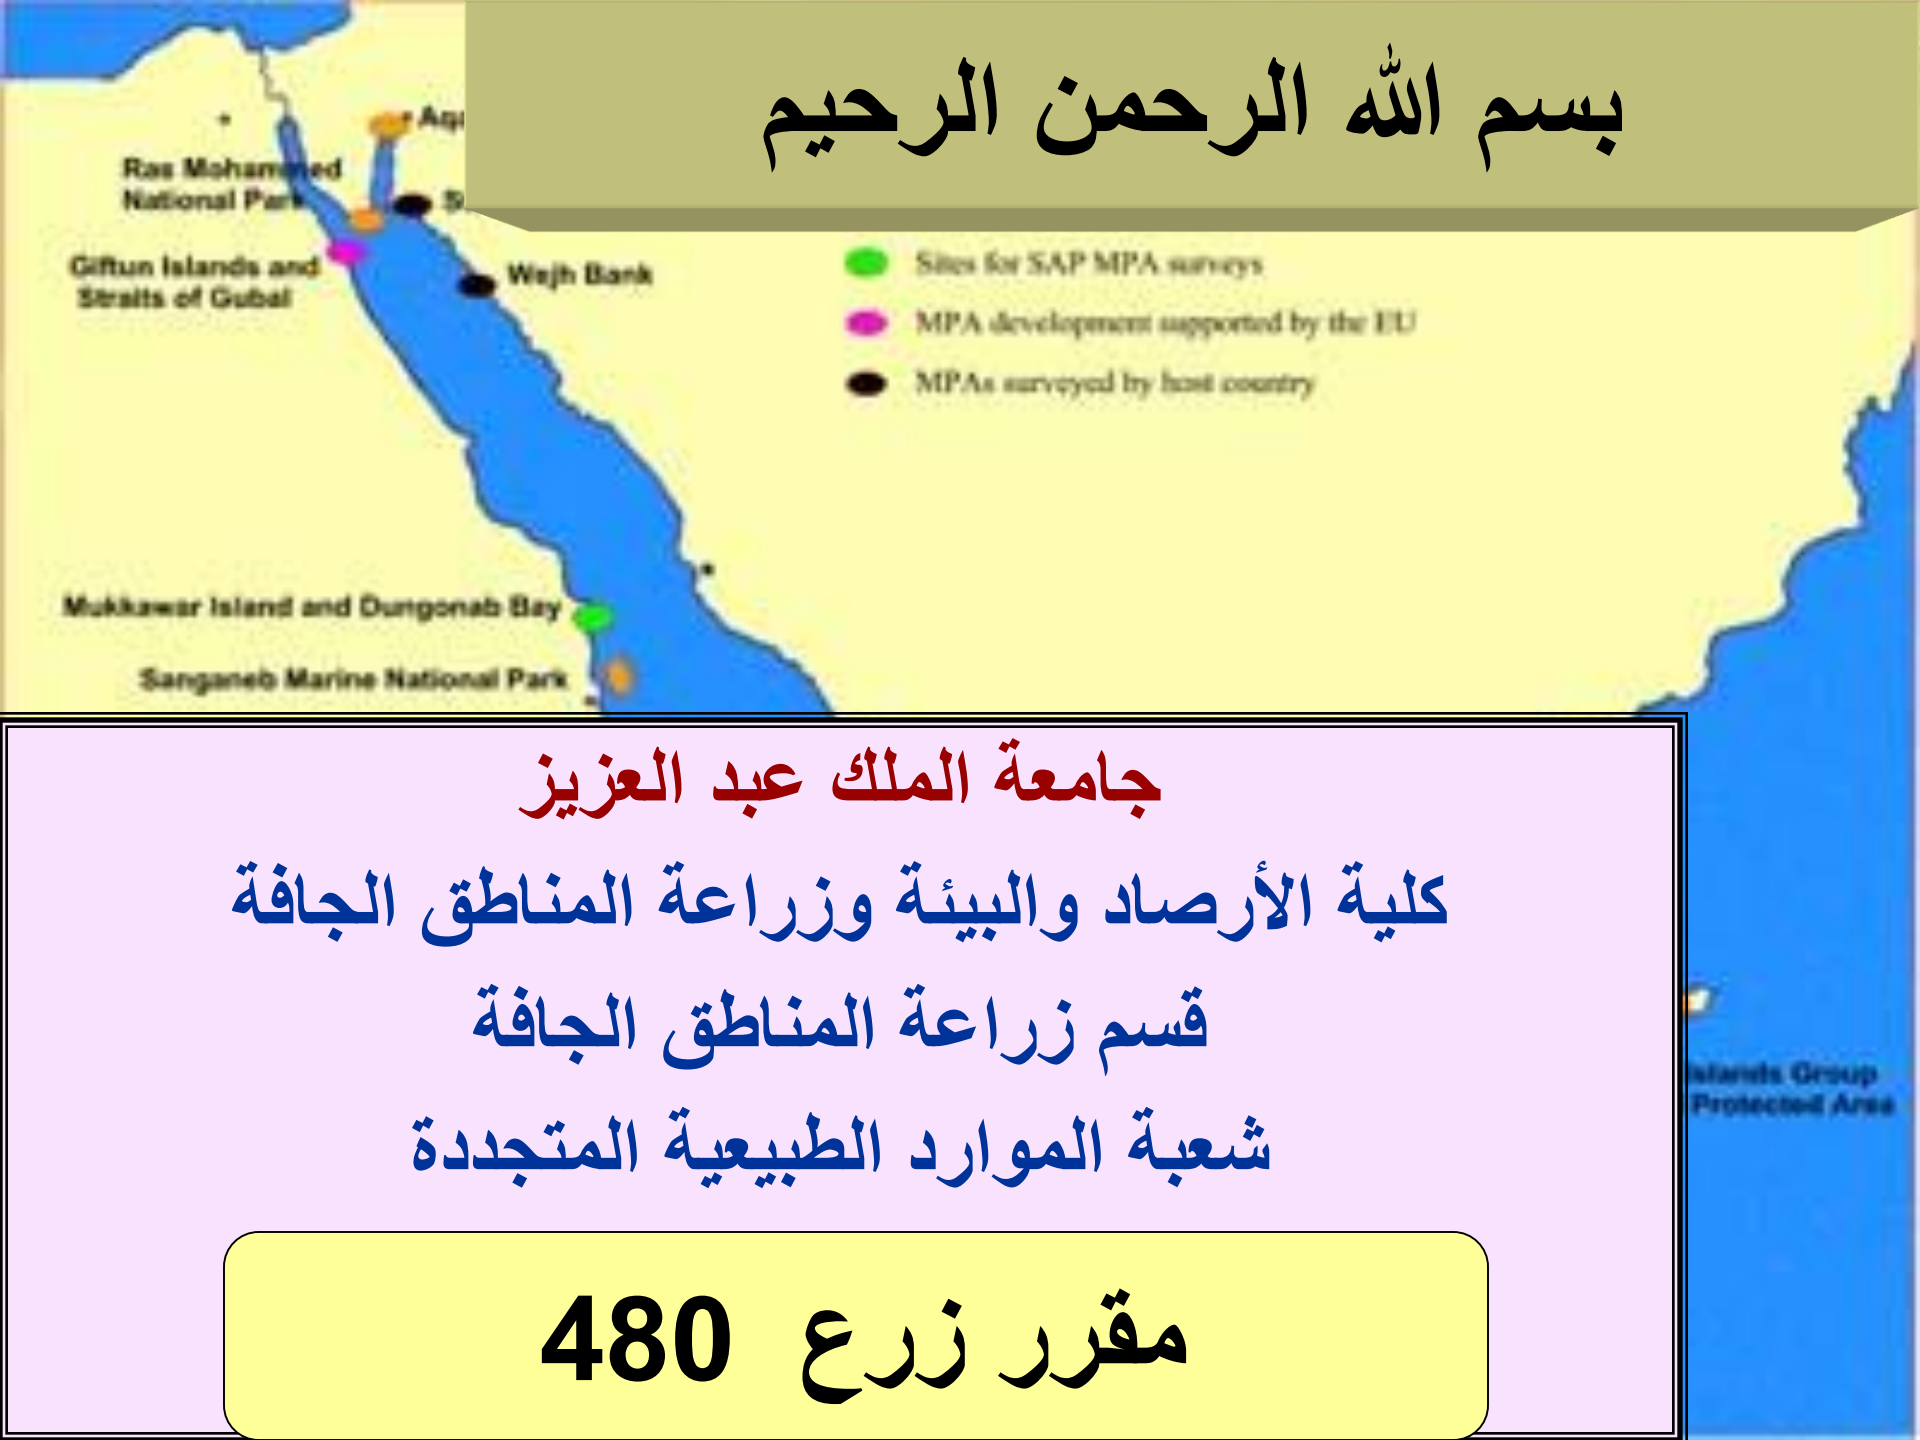 بسم الله الرحمن الرحيم
Ras Mohammed
National Park
Giftun Islands and
Straits of Gubal
Wejh Bank
Sites for SAP MPA surveys
MPA development supported by the EU
MPAs surveyed by host country
Mukkawar Island and Dungonab Bay
Sanganeb Marine National Park
جامعة الملك عبد العزيز
كلية الأرصاد والبيئة وزراعة المناطق الجافة
قسم زراعة المناطق الجافة
شعبة الموارد الطبيعية المتجددة
مقرر زرع 480
Islands Group
Protected Area